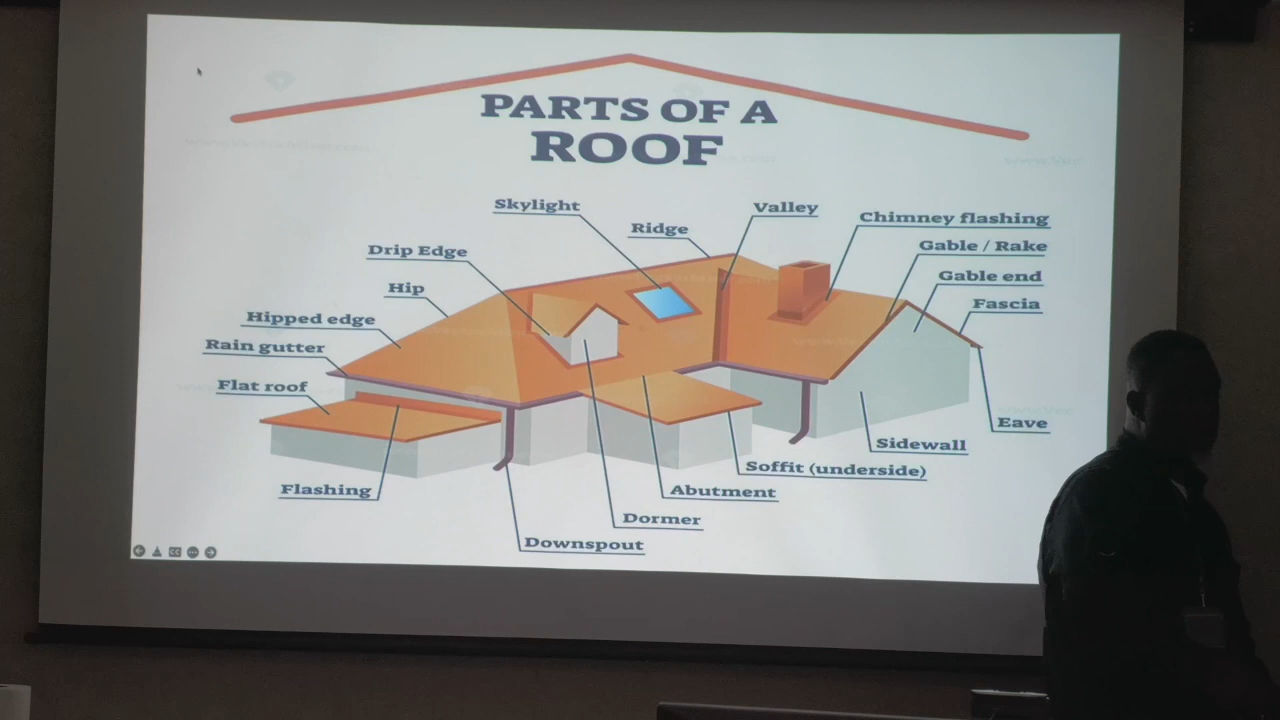 PARTS OF A
ROOF
Skylight
Valley
Ridge
Chimney flashing
Drip Edge
Gable / Rake
Gable end
Hip
Fascia
Hipped edge
Rain gutter
Flat roof
Eave
Sidewall
Soffit (underside)
Flashing
Abutment
Dormer
Downspout